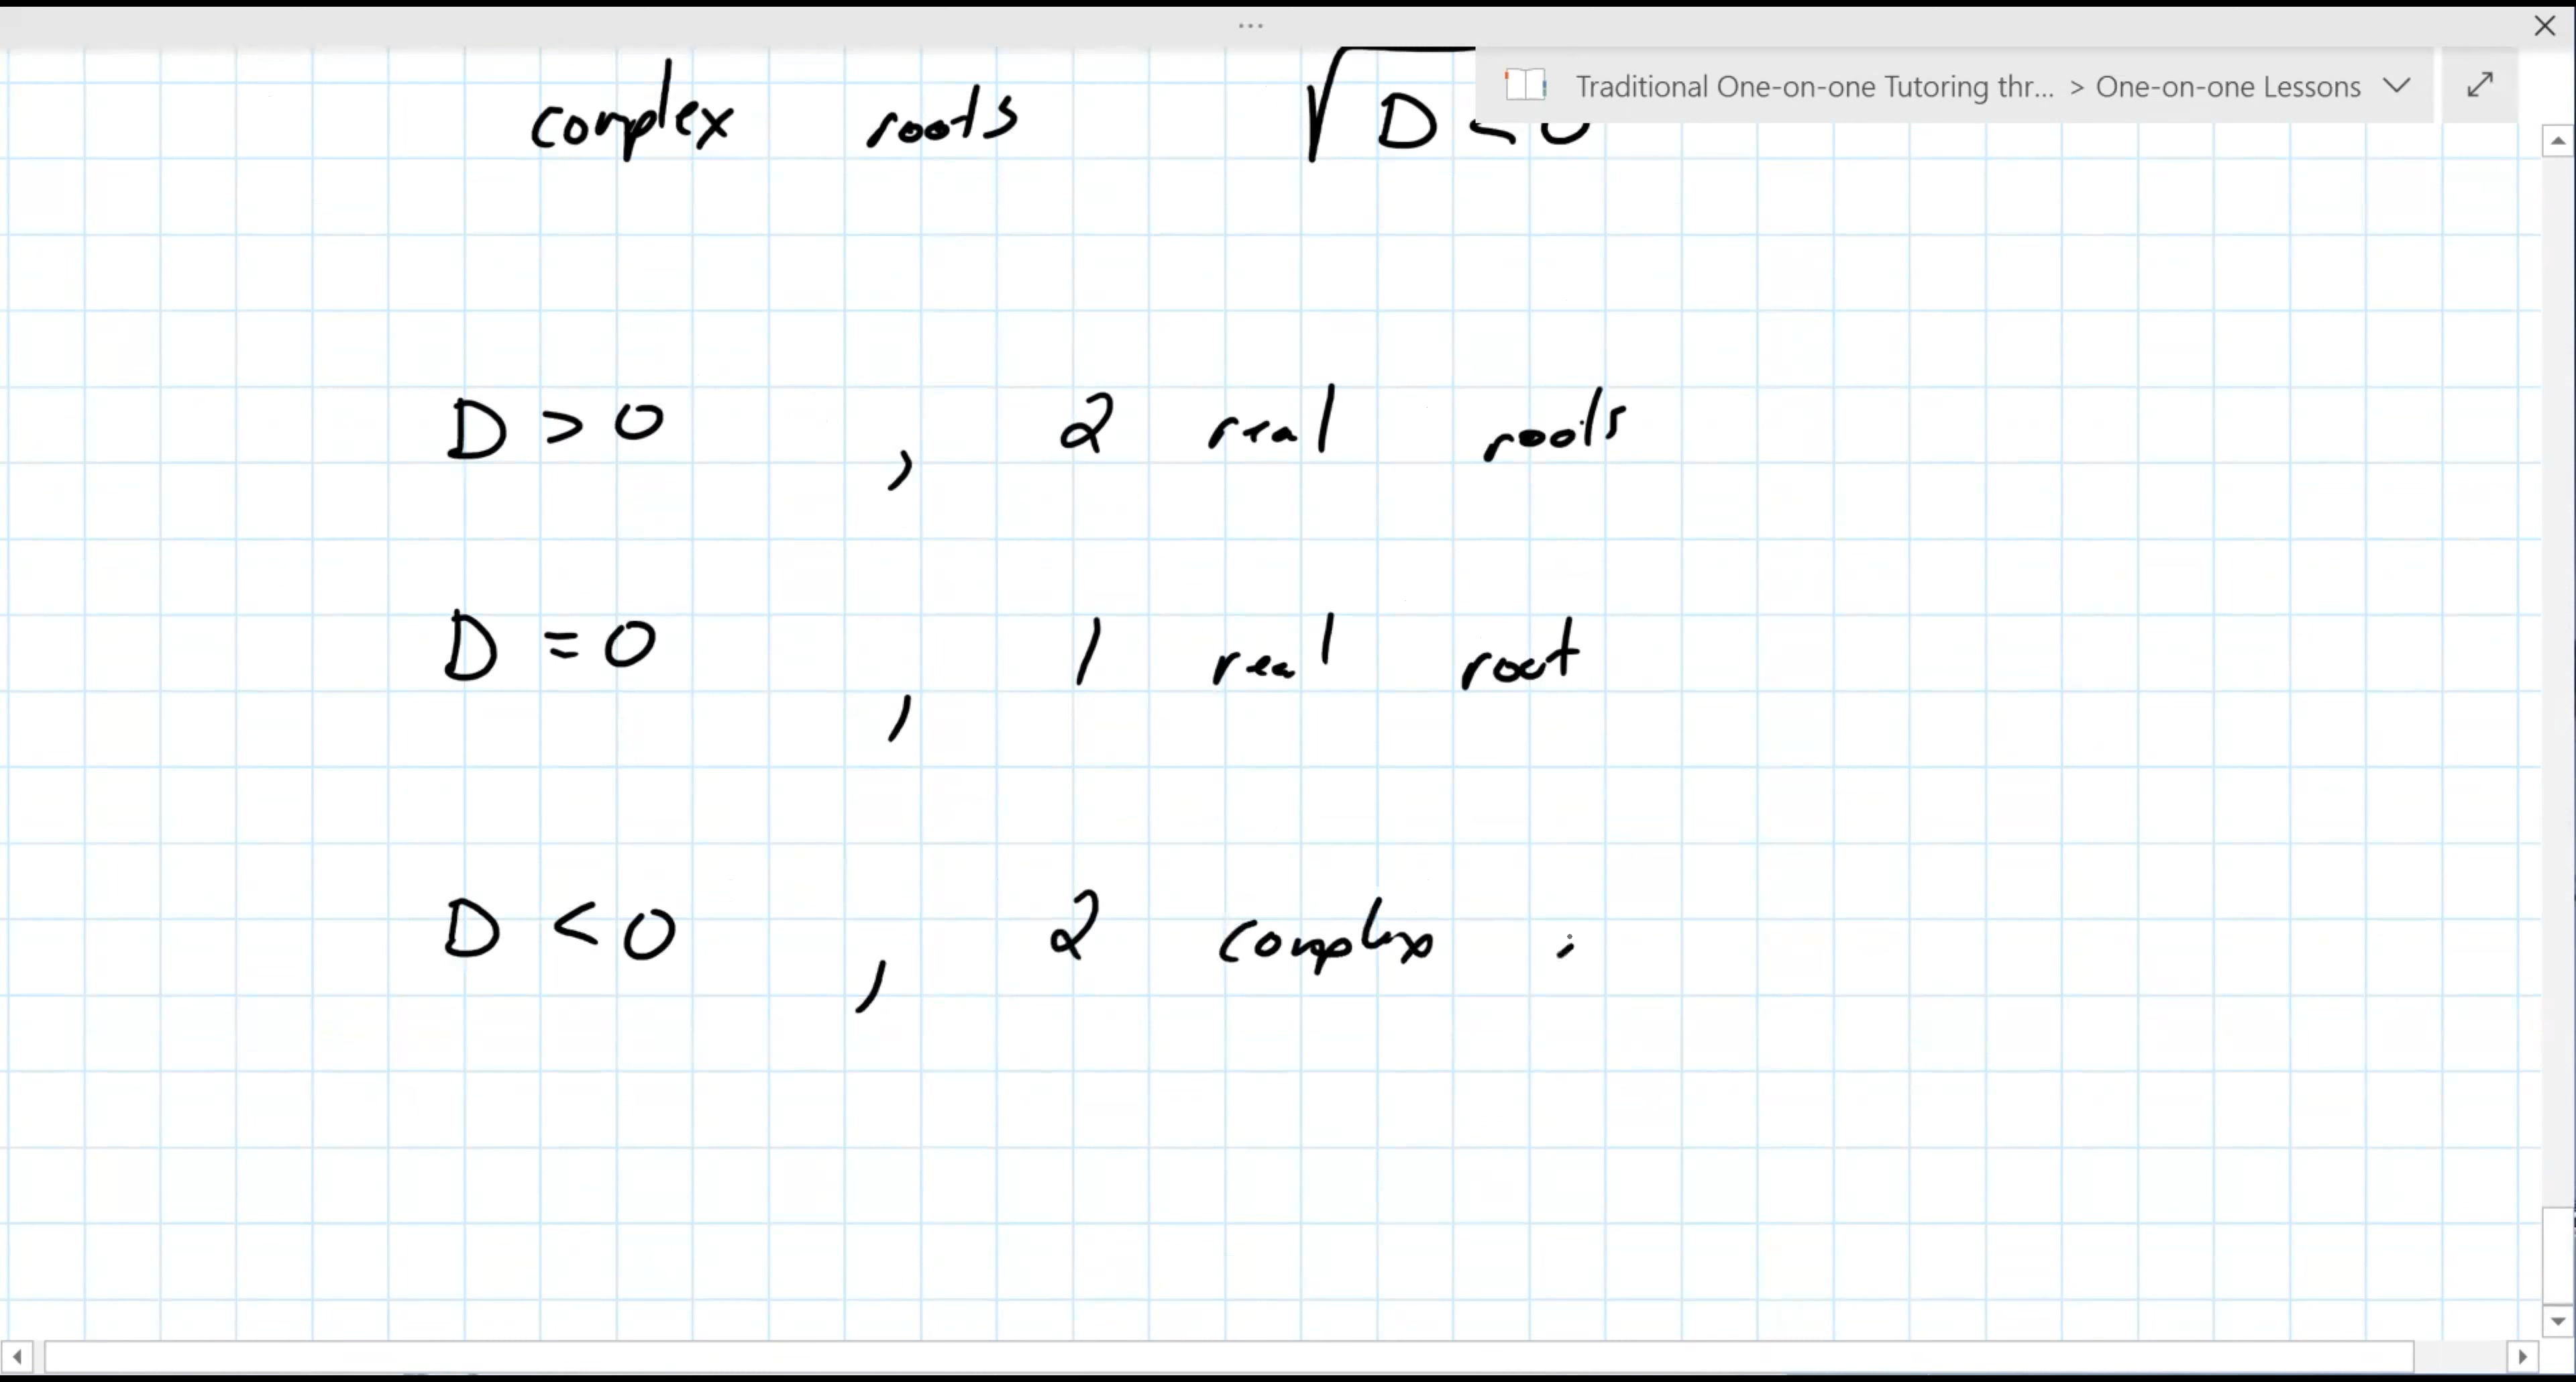 ...
Traditional One-on-one Tutoring thr... > One-on-one Lessons
complex roots √D < 0
D > 0 , 2 real roots
D = 0 , 1 real root
D < 0 , 2 complex